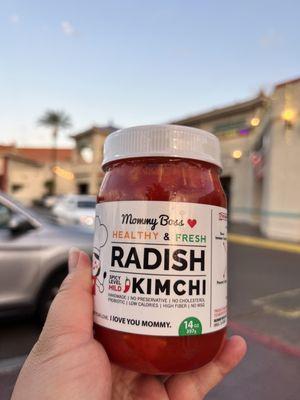 Mommy Boss
HEALTHY & FRESH
RADISH
SPICY
LEVEL
MILD
KIMCHI
HANDMADE | NO PRESERVATIVE | NO CHOLESTEROL
PROBIOTIC | LOW CALORIES | HIGH FIBER | NO MSG
I LOVE YOU MOMMY.
14 oz
397g